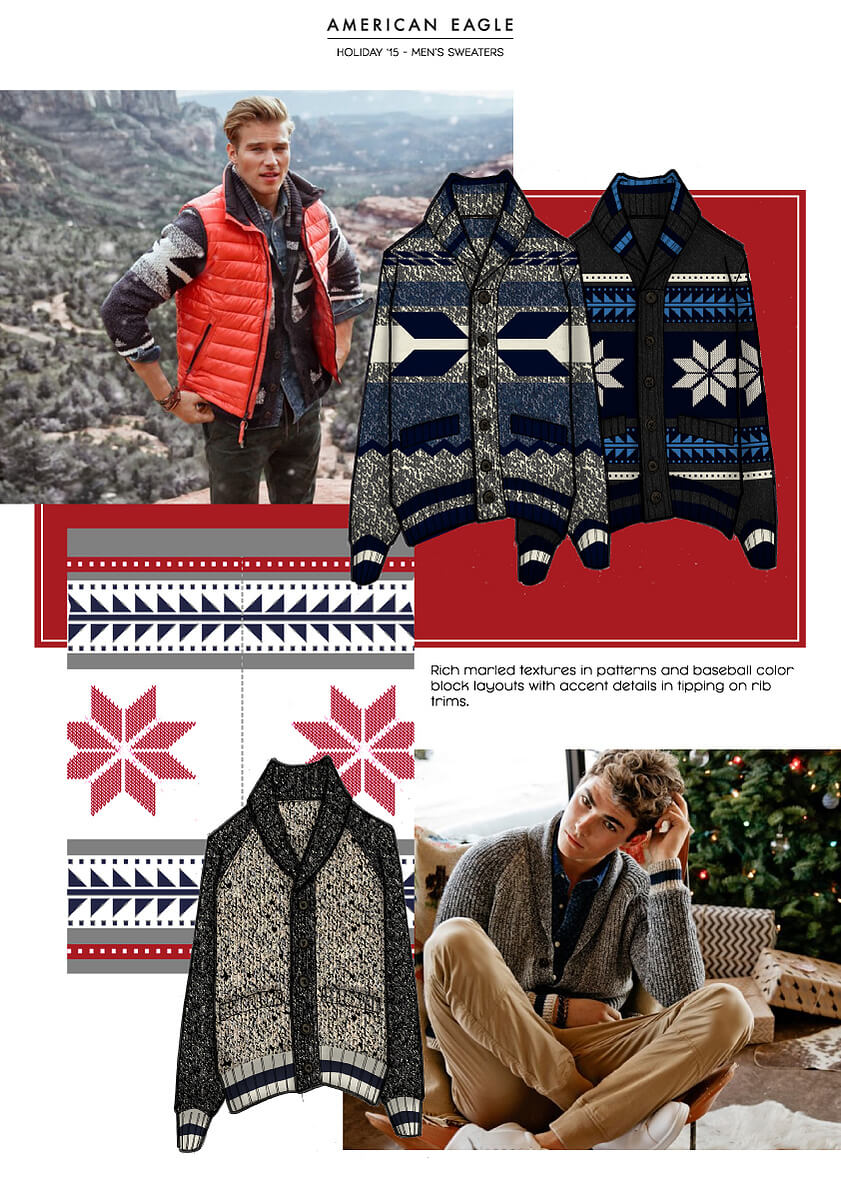 AMERICAN EAGLE
HOLIDAY '15 - MEN'S SWEATERS
Rich marled textures in patterns and baseball color
block layouts with accent details in tipping on rib
trims.